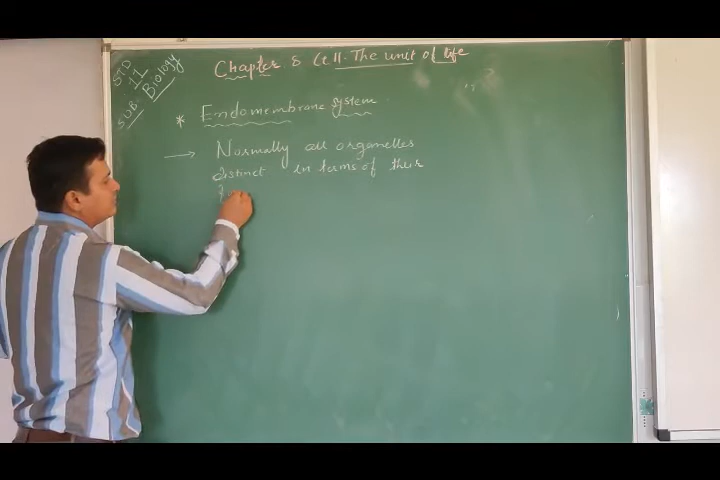 STD
11
SUB: Biology
Chapter 8 Cell. The unit of life
* Endomembrane system
→ Normally all organelles
distinct in terms of their